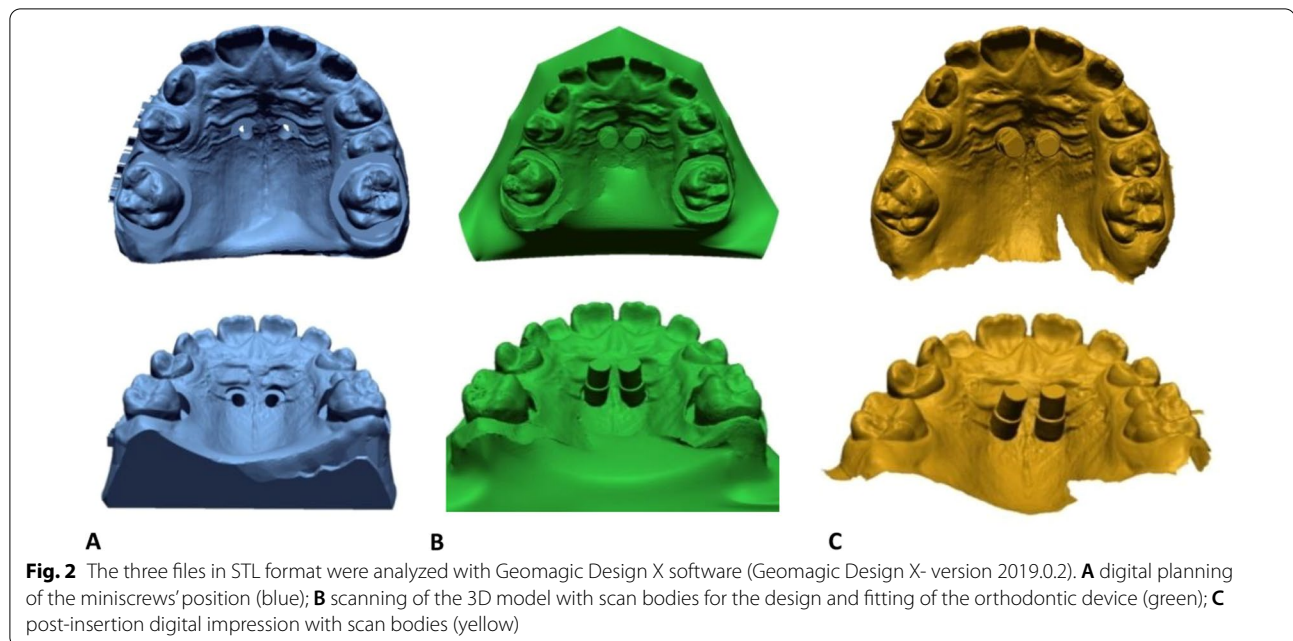 A B C
Fig. 2 The three files in STL format were analyzed with Geomagic Design X software (Geomagic Design X- version 2019.0.2). A digital planning
of the miniscrews’ position (blue); B scanning of the 3D model with scan bodies for the design and fitting of the orthodontic device (green); C
post-insertion digital impression with scan bodies (yellow)